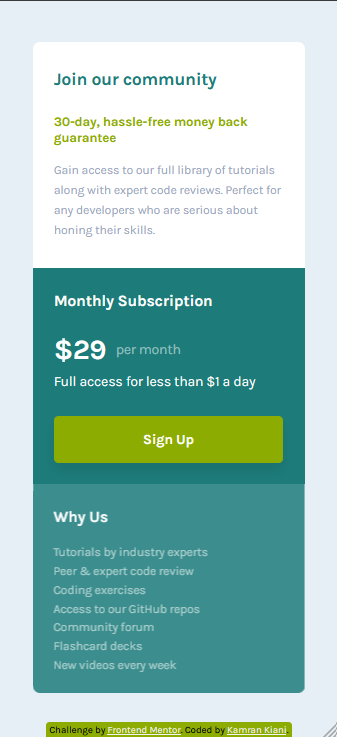 Join our community
30-day, hassle-free money back
guarantee
Gain access to our full library of tutorials
along with expert code reviews. Perfect for
any developers who are serious about
honing their skills.
Monthly Subscription
$29 per month
Full access for less than $1 a day
Sign Up
Why Us
Tutorials by industry experts
Peer & expert code review
Coding exercises
Access to our GitHub repos
Community forum
Flashcard decks
New videos every week
Challenge by Frontend Mentor. Coded by Kamran Kiani.